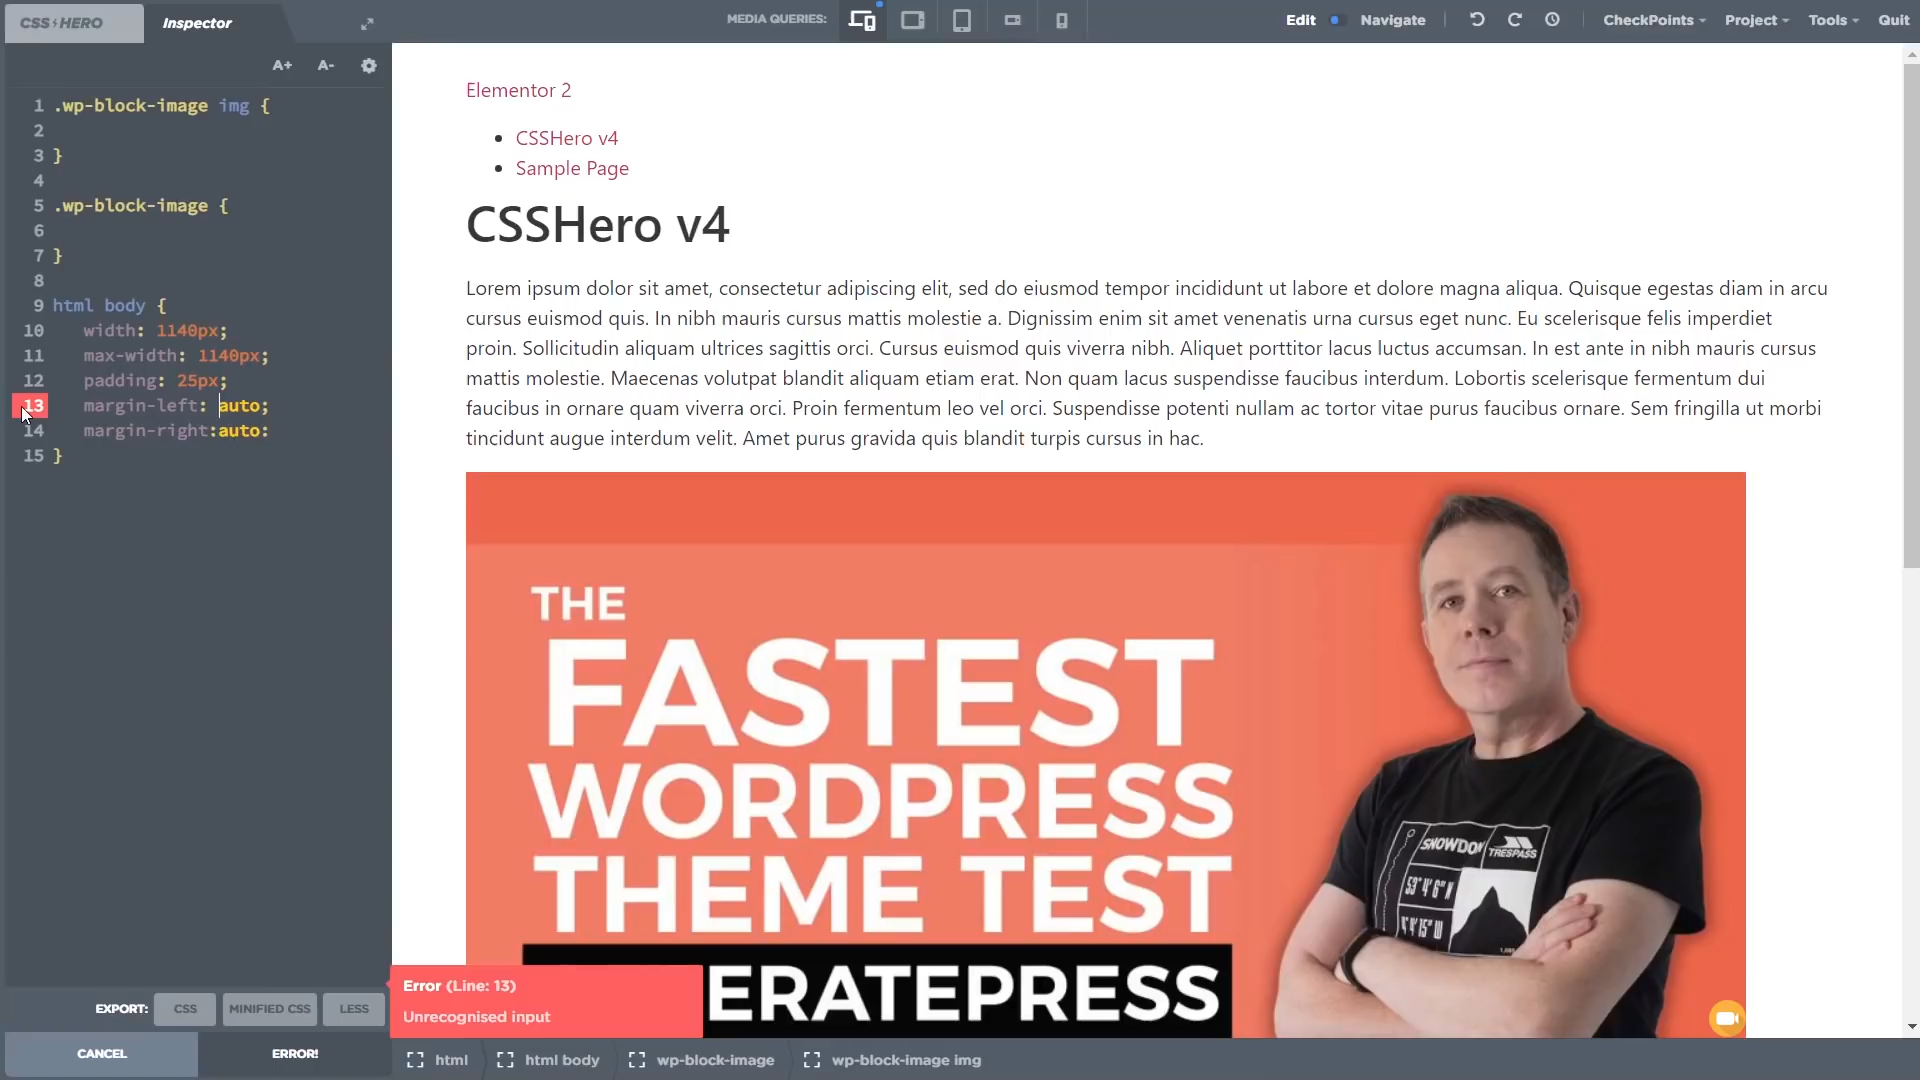 CSS HERO
Inspector
MEDIA QUERIES:
Edit
Navigate
CheckPoints
Project
Tools
Quit
A+
A-
1 .wp-block-image img {
2
3 }
4
5 .wp-block-image {
6
7 }
8
9 html body {
10 width: 1140px;
11 max-width: 1140px;
12 padding: 25px;
13 margin-left: auto;
14 margin-right:auto:
15 }
Elementor 2
CSSHero v4
Sample Page
CSSHero v4
Lorem ipsum dolor sit amet, consectetur adipiscing elit, sed do eiusmod tempor incididunt ut labore et dolore magna aliqua. Quisque egestas diam in arcu
cursus euismod quis. In nibh mauris cursus mattis molestie a. Dignissim enim sit amet venenatis urna cursus eget nunc. Eu scelerisque felis imperdiet
proin. Sollicitudin aliquam ultrices sagittis orci. Cursus euismod quis viverra nibh. Aliquet porttitor lacus luctus accumsan. In est ante in nibh mauris cursus
mattis molestie. Maecenas volutpat blandit aliquam etiam erat. Non quam lacus suspendisse faucibus interdum. Lobortis scelerisque fermentum dui
faucibus in ornare quam viverra orci. Proin fermentum leo vel orci. Suspendisse potenti nullam ac tortor vitae purus faucibus ornare. Sem fringilla ut morbi
tincidunt augue interdum velit. Amet purus gravida quis blandit turpis cursus in hac.
THE
FASTEST
WORDPRESS
THEME TEST
ERATEPRESS
SNOWDON
TRESPASS
53° 4' 6" N
4° 4' 15" W
Error (Line: 13)
Unrecognised input
EXPORT:
CSS
MINIFIED CSS
LESS
CANCEL
ERROR!
html
html body
wp-block-image
wp-block-image img